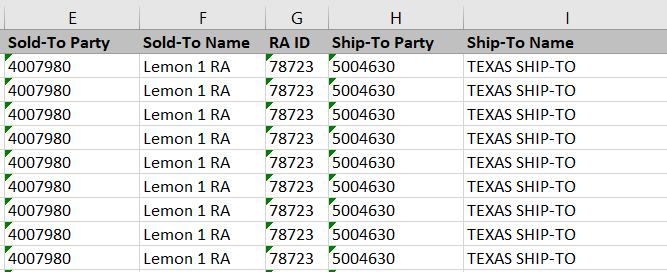 E F G H I
Sold-To Party Sold-To Name RA ID Ship-To Party Ship-To Name
4007980 Lemon 1 RA 78723 5004630 TEXAS SHIP-TO
4007980 Lemon 1 RA 78723 5004630 TEXAS SHIP-TO
4007980 Lemon 1 RA 78723 5004630 TEXAS SHIP-TO
4007980 Lemon 1 RA 78723 5004630 TEXAS SHIP-TO
4007980 Lemon 1 RA 78723 5004630 TEXAS SHIP-TO
4007980 Lemon 1 RA 78723 5004630 TEXAS SHIP-TO
4007980 Lemon 1 RA 78723 5004630 TEXAS SHIP-TO
4007980 Lemon 1 RA 78723 5004630 TEXAS SHIP-TO
4007980 Lemon 1 RA 78723 5004630 TEXAS SHIP-TO